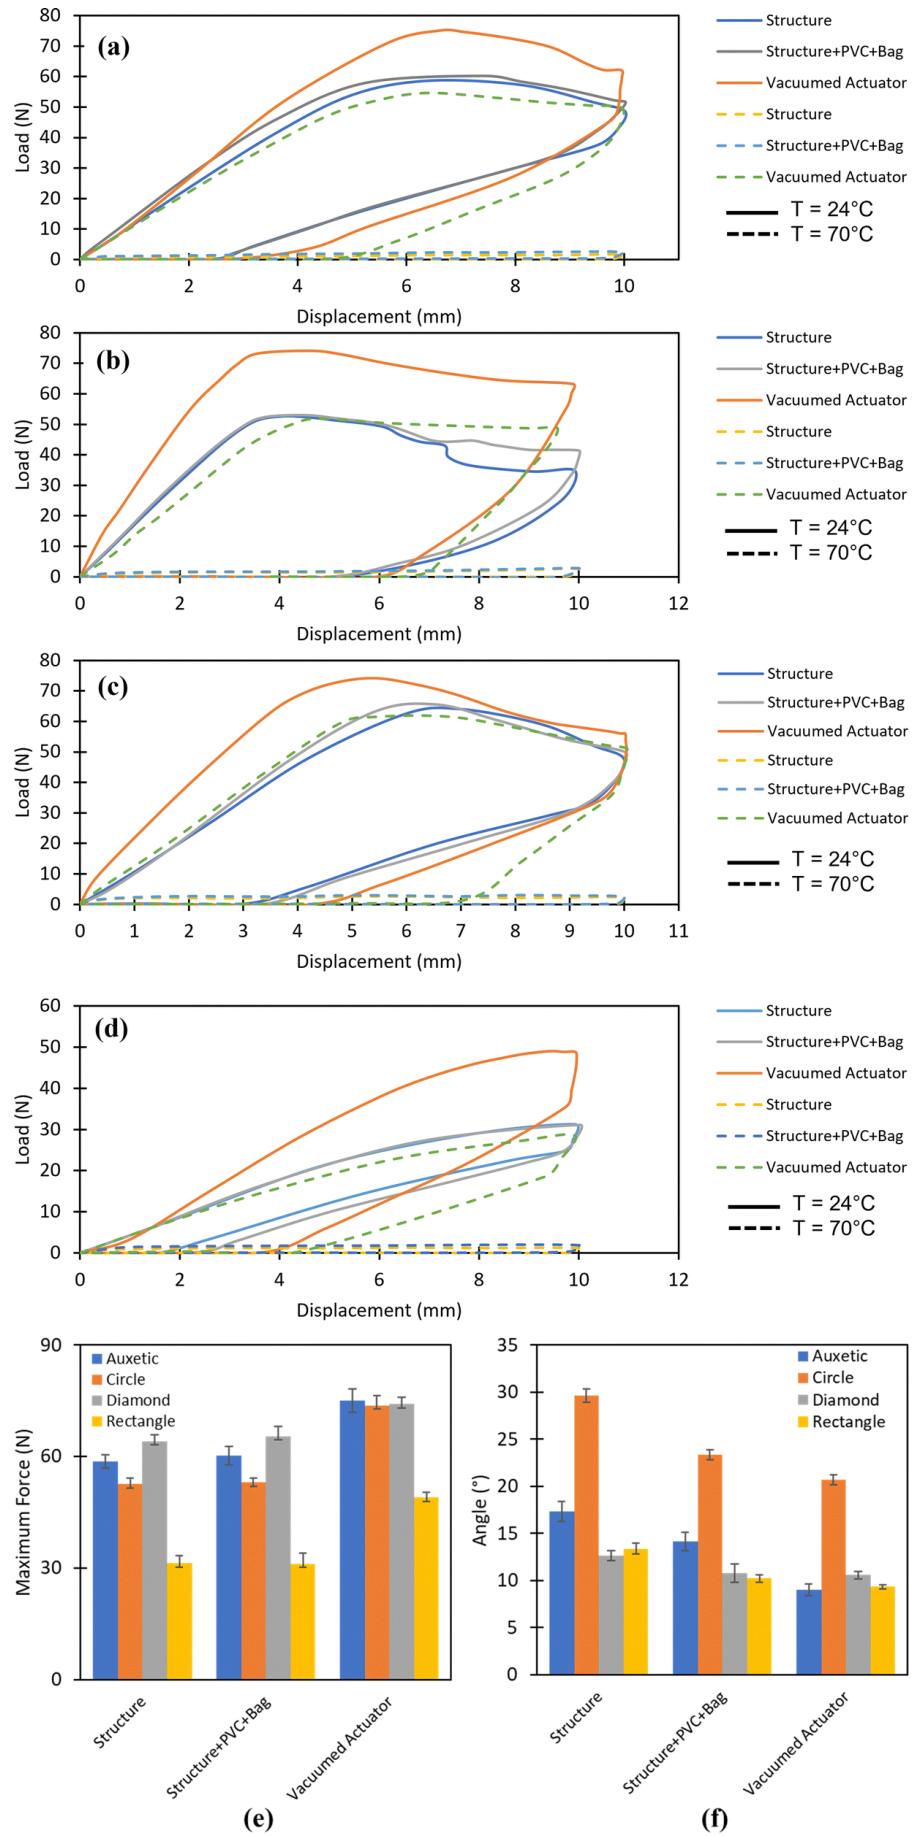 (a)
80
70
60
50
40
30
20
10
0
Load (N)
0 2 4 6 8 10
Displacement (mm)
Structure
Structure+PVC+Bag
Vacuumed Actuator
Structure
Structure+PVC+Bag
Vacuumed Actuator
T = 24°C
T = 70°C
(b)
80
70
60
50
40
30
20
10
0
Load (N)
0 2 4 6 8 10 12
Displacement (mm)
Structure
Structure+PVC+Bag
Vacuumed Actuator
Structure
Structure+PVC+Bag
Vacuumed Actuator
T = 24°C
T = 70°C
(c)
80
70
60
50
40
30
20
10
0
Load (N)
0 1 2 3 4 5 6 7 8 9 10 11
Displacement (mm)
Structure
Structure+PVC+Bag
Vacuumed Actuator
Structure
Structure+PVC+Bag
Vacuumed Actuator
T = 24°C
T = 70°C
(d)
60
50
40
30
20
10
0
Load (N)
0 2 4 6 8 10 12
Displacement (mm)
Structure
Structure+PVC+Bag
Vacuumed Actuator
Structure
Structure+PVC+Bag
Vacuumed Actuator
T = 24°C
T = 70°C
90
60
30
0
Maximum Force (N)
Auxetic
Circle
Diamond
Rectangle
Structure
Structure+PVC+Bag
Vacuumed Actuator
(e)
35
30
25
20
15
10
5
0
Angle (°)
Auxetic
Circle
Diamond
Rectangle
Structure
Structure+PVC+Bag
Vacuumed Actuator
(f)